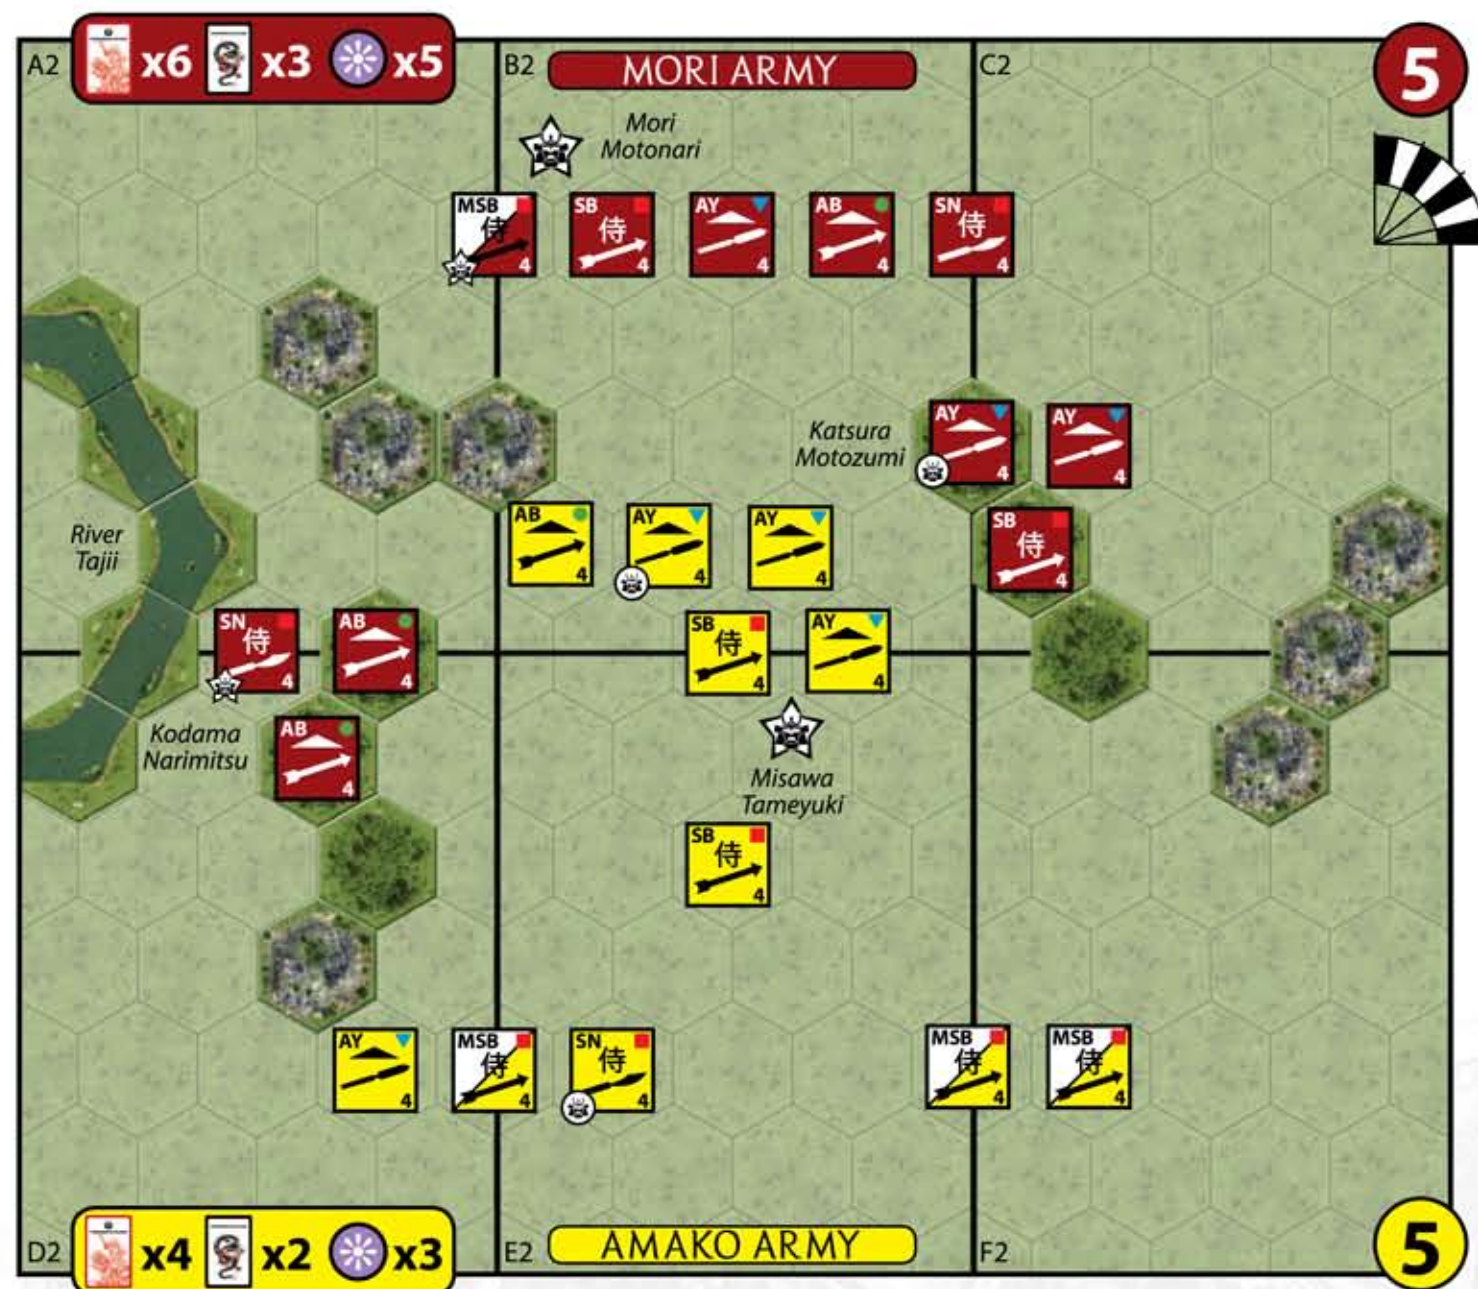 A2
x6 x3 x5
B2
MORI ARMY
C2
5
Mori
Motonari
MSB 侍 4
SB 侍 4
AY 4
AB 4
SN 侍 4
Katsura
Motozumi
AY 4
AY 4
River
Tajii
AB 4
AY 4
AY 4
SB 侍 4
SN 侍 4
AB 4
SB 侍 4
AY 4
Kodama
Narimitsu
AB 4
Misawa
Tameyuki
SB 侍 4
AY 4
MSB 侍 4
SN 侍 4
MSB 侍 4
MSB 侍 4
D2
x4 x2 x3
E2
AMAKO ARMY
F2
5